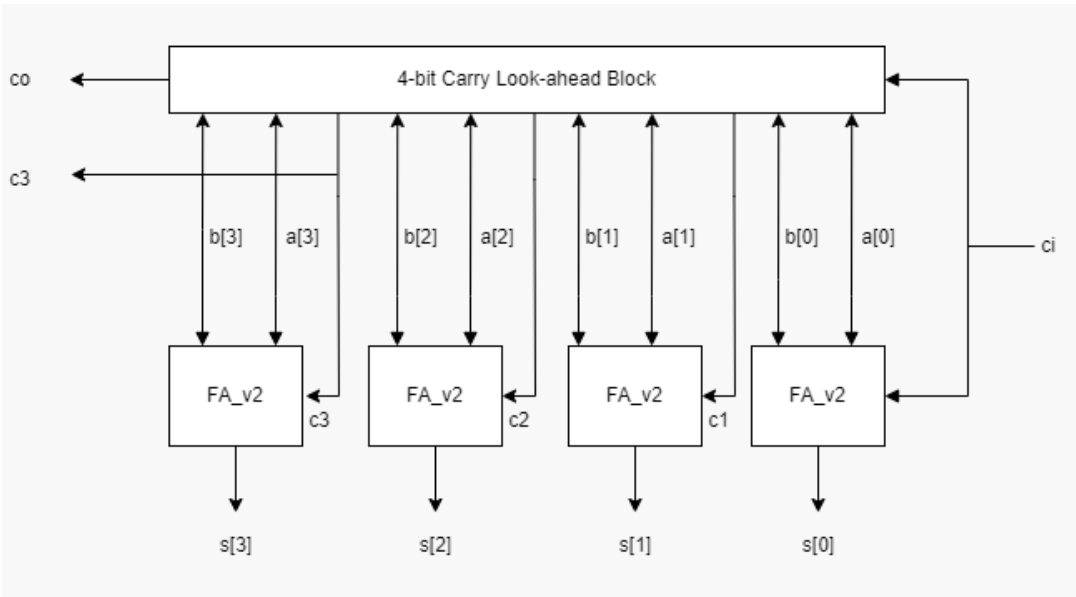 co
4-bit Carry Look-ahead Block
c3
b[3]
a[3]
b[2]
a[2]
b[1]
a[1]
b[0]
a[0]
ci
FA_v2
c3
FA_v2
c2
FA_v2
c1
FA_v2
s[3]
s[2]
s[1]
s[0]